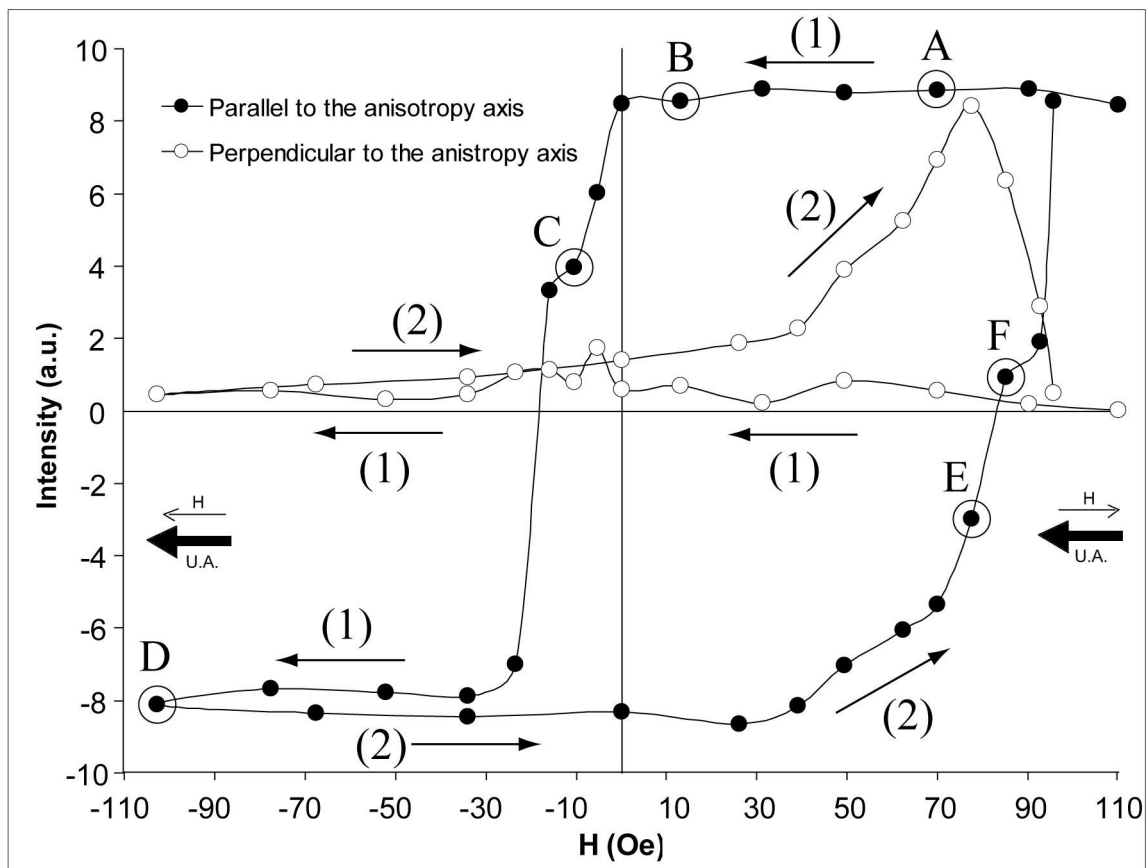 10
8
6
4
2
0
-2
-4
-6
-8
-10
Intensity (a.u.)
Parallel to the anisotropy axis
Perpendicular to the anistropy axis
(1)
B
A
(2)
C
(2)
F
(1)
(1)
E
H
U.A.
H
U.A.
D
(1)
(2)
(2)
-110 -90 -70 -50 -30 -10 10 30 50 70 90 110
H (Oe)